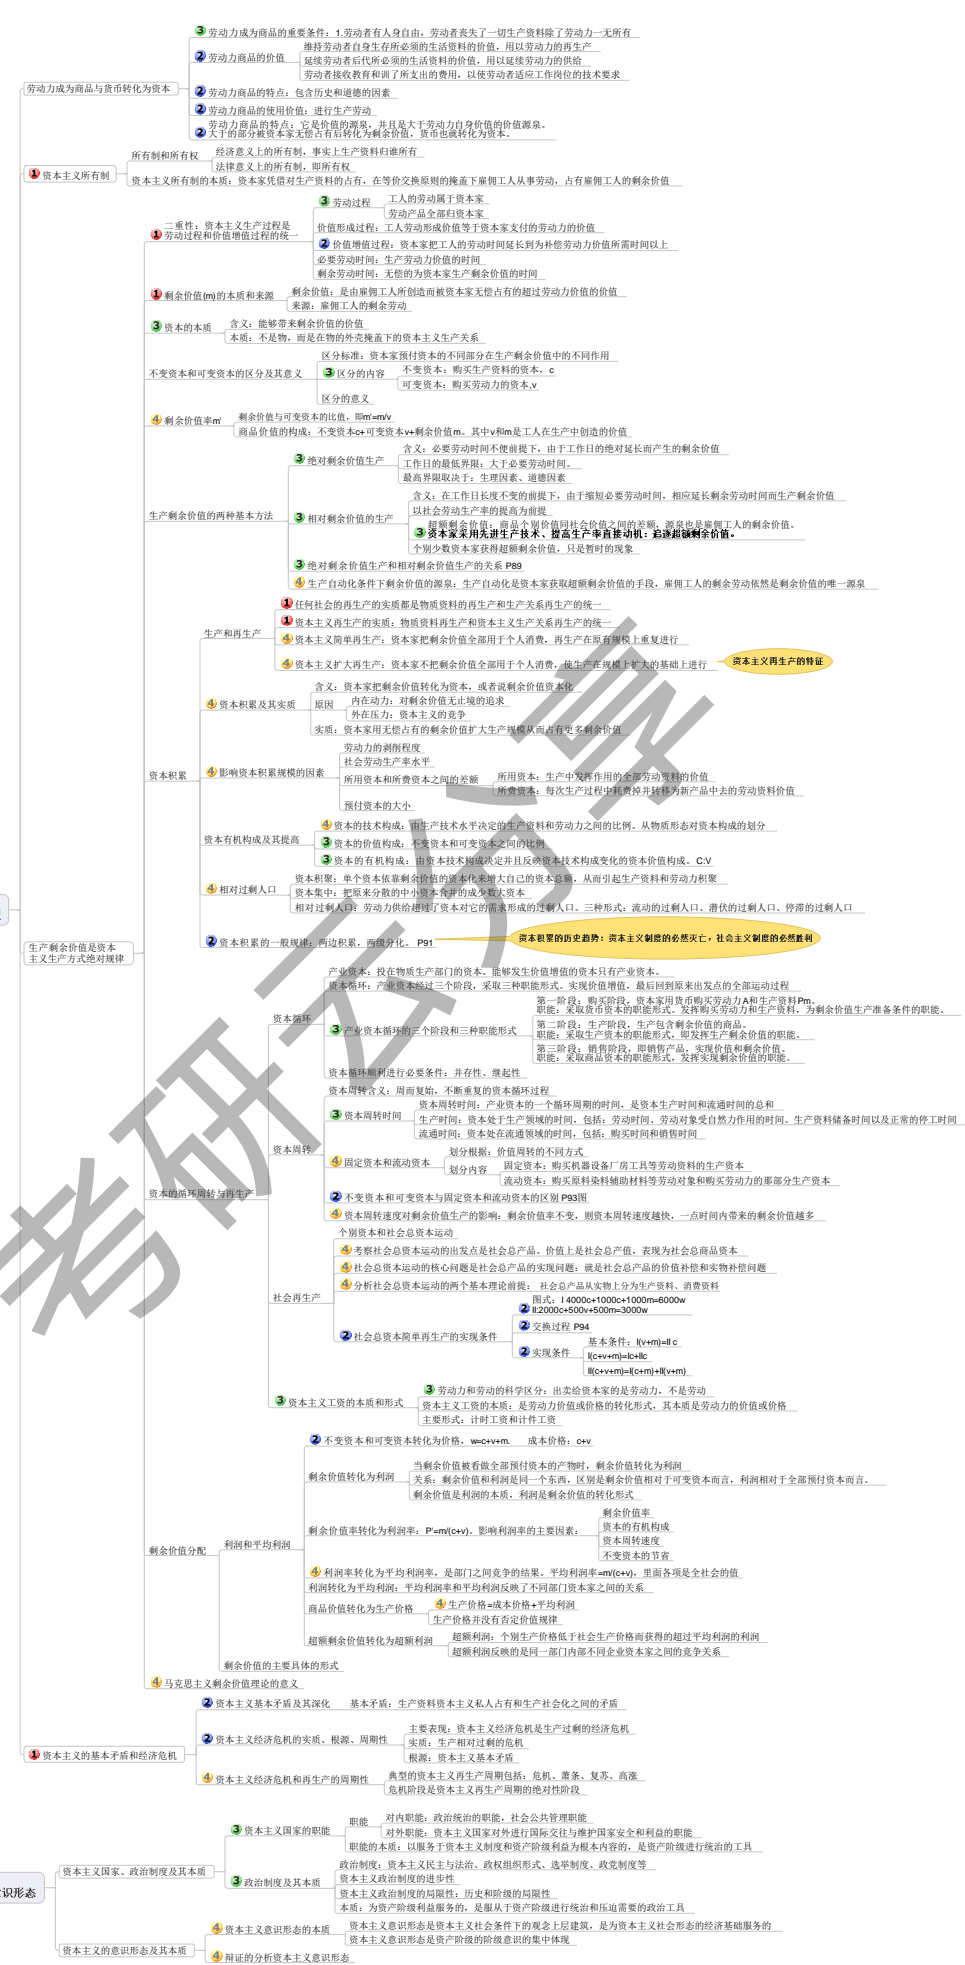 3 劳动力成为商品的重要条件：1.劳动者有人身自由，劳动者丧失了一切生产资料除了劳动力一无所有
维持劳动者自身生存所必须的生活资料的价值，用以劳动力的再生产
2 劳动力商品的价值
延续劳动者后代所必须的生活资料的价值，用以延续劳动力的供给
劳动者接收教育和训了所支出的费用，以使劳动者适应工作岗位的技术要求
劳动力成为商品与货币转化为资本
2 劳动力商品的特点：包含历史和道德的因素
2 劳动力商品的使用价值：进行生产劳动
劳动力商品的特点：它是价值的源泉，并且是大于劳动力自身价值的价值源泉。
2 大于的部分被资本家无偿占有后转化为剩余价值，货币也就转化为资本。
所有制和所有权
经济意义上的所有制，事实上生产资料归谁所有
法律意义上的所有制，即所有权
1 资本主义所有制
资本主义所有制的本质：资本家凭借对生产资料的占有，在等价交换原则的掩盖下雇佣工人从事劳动，占有雇佣工人的剩余价值
3 劳动过程
工人的劳动属于资本家
劳动产品全部归资本家
二重性：资本主义生产过程是
1 劳动过程和价值增值过程的统一
价值形成过程：工人劳动形成价值等于资本家支付的劳动力的价值
2 价值增值过程：资本家把工人的劳动时间延长到为补偿劳动力价值所需时间以上
必要劳动时间：生产劳动力价值的时间
剩余劳动时间：无偿的为资本家生产剩余价值的时间
1 剩余价值(m)的本质和来源
剩余价值：是由雇佣工人所创造而被资本家无偿占有的超过劳动力价值的价值
来源：雇佣工人的剩余劳动
3 资本的本质
含义：能够带来剩余价值的价值
本质：不是物，而是在物的外壳掩盖下的资本主义生产关系
不变资本和可变资本的区分及其意义
区分标准：资本家预付资本的不同部分在生产剩余价值中的不同作用
3 区分的内容
不变资本：购买生产资料的资本，c
可变资本：购买劳动力的资本,v
区分的意义
4 剩余价值率m'
剩余价值与可变资本的比值，即m'=m/v
商品价值的构成：不变资本c+可变资本v+剩余价值m。其中v和m是工人在生产中创造的价值
生产剩余价值的两种基本方法
3 绝对剩余价值生产
含义：必要劳动时间不便前提下，由于工作日的绝对延长而产生的剩余价值
工作日的最低界限：大于必要劳动时间。
最高界限取决于：生理因素、道德因素
3 相对剩余价值的生产
含义：在工作日长度不变的前提下，由于缩短必要劳动时间，相应延长剩余劳动时间而生产剩余价值
以社会劳动生产率的提高为前提
超额剩余价值：商品个别价值同社会价值之间的差额，源泉也是雇佣工人的剩余价值。
3 资本家采用先进生产技术、提高生产率直接动机：追逐超额剩余价值。
个别少数资本家获得超额剩余价值，只是暂时的现象
3 绝对剩余价值生产和相对剩余价值生产的关系 P89
4 生产自动化条件下剩余价值的源泉：生产自动化是资本家获取超额剩余价值的手段，雇佣工人的剩余劳动依然是剩余价值的唯一源泉
生产和再生产
1 任何社会的再生产的实质都是物质资料的再生产和生产关系再生产的统一
1 资本主义再生产的实质：物质资料再生产和资本主义生产关系再生产的统一
4 资本主义简单再生产：资本家把剩余价值全部用于个人消费，再生产在原有规模上重复进行
4 资本主义扩大再生产：资本家不把剩余价值全部用于个人消费，使生产在规模上扩大的基础上进行
资本主义再生产的特征
4 资本积累及其实质
含义：资本家把剩余价值转化为资本，或者说剩余价值资本化
原因
内在动力：对剩余价值无止境的追求
外在压力：资本主义的竞争
实质：资本家用无偿占有的剩余价值扩大生产规模从而占有更多剩余价值
资本积累
4 影响资本积累规模的因素
劳动力的剥削程度
社会劳动生产率水平
所用资本和所费资本之间的差额
所用资本：生产中发挥作用的全部劳动资料的价值
所费资本：每次生产过程中耗费掉并转移为新产品中去的劳动资料价值
预付资本的大小
资本有机构成及其提高
4 资本的技术构成：由生产技术水平决定的生产资料和劳动力之间的比例。从物质形态对资本构成的划分
3 资本的价值构成：不变资本和可变资本之间的比例
3 资本的有机构成：由资本技术构成决定并且反映资本技术构成变化的资本价值构成。C:V
4 相对过剩人口
资本积聚：单个资本依靠剩余价值的资本化来增大自己的资本总额，从而引起生产资料和劳动力积聚
资本集中：把原来分散的中小资本合并的成少数大资本
相对过剩人口：劳动力供给超过了资本对它的需求形成的过剩人口。三种形式：流动的过剩人口、潜伏的过剩人口、停滞的过剩人口
2 资本积累的一般规律：两边积累，两级分化。 P91
资本积累的历史趋势：资本主义制度的必然灭亡，社会主义制度的必然胜利
生产剩余价值是资本
主义生产方式绝对规律
资本循环
产业资本：投在物质生产部门的资本。能够发生价值增值的资本只有产业资本。
资本循环：产业资本经过三个阶段，采取三种职能形式。实现价值增值，最后回到原来出发点的全部运动过程
3 产业资本循环的三个阶段和三种职能形式
第一阶段：购买阶段，资本家用货币购买劳动力A和生产资料Pm。
职能：采取货币资本的职能形式。发挥购买劳动力和生产资料，为剩余价值生产准备条件的职能。
第二阶段：生产阶段，生产包含剩余价值的商品。
职能：采取生产资本的职能形式，即发挥生产剩余价值的职能。
第三阶段：销售阶段，即销售产品，实现价值和剩余价值。
职能：采取商品资本的职能形式，发挥实现剩余价值的职能。
资本循环顺利进行必要条件：并存性、继起性
资本周转
资本周转含义：周而复始，不断重复的资本循环过程
3 资本周转时间
资本周转时间：产业资本的一个循环周期的时间，是资本生产时间和流通时间的总和
生产时间：资本处于生产领域的时间，包括：劳动时间、劳动对象受自然力作用的时间、生产资料储备时间以及正常的停工时间
流通时间：资本处在流通领域的时间，包括：购买时间和销售时间
4 固定资本和流动资本
划分根据：价值周转的不同方式
划分内容
固定资本：购买机器设备厂房工具等劳动资料的生产资本
流动资本：购买原料染料辅助材料等劳动对象和购买劳动力的那部分生产资本
资本的循环周转与再生产
2 不变资本和可变资本与固定资本和流动资本的区别 P93图
4 资本周转速度对剩余价值生产的影响：剩余价值率不变，则资本周转速度越快，一点时间内带来的剩余价值越多
社会再生产
个别资本和社会总资本运动
4 考察社会总资本运动的出发点是社会总产品。价值上是社会总产值，表现为社会总商品资本
4 社会总资本运动的核心问题是社会总产品的实现问题：就是社会总产品的价值补偿和实物补偿问题
4 分析社会总资本运动的两个基本理论前提： 社会总产品从实物上分为生产资料、消费资料
2 社会总资本简单再生产的实现条件
图式：I 4000c+1000c+1000m=6000w
2 II:2000c+500v+500m=3000w
2 交换过程 P94
2 实现条件
基本条件：I(v+m)=II c
I(c+v+m)=Ic+IIc
II(c+v+m)=I(c+m)+II(v+m)
3 资本主义工资的本质和形式
3 劳动力和劳动的科学区分：出卖给资本家的是劳动力，不是劳动
资本主义工资的本质：是劳动力价值或价格的转化形式，其本质是劳动力的价值或价格
主要形式：计时工资和计件工资
2 不变资本和可变资本转化为价格，w=c+v+m. 成本价格：c+v
剩余价值转化为利润
当剩余价值被看做全部预付资本的产物时，剩余价值转化为利润
关系：剩余价值和利润是同一个东西，区别是剩余价值相对于可变资本而言，利润相对于全部预付资本而言。
剩余价值是利润的本质，利润是剩余价值的转化形式
剩余价值率转化为利润率：P'=m/(c+v)。影响利润率的主要因素：
剩余价值率
资本的有机构成
资本周转速度
不变资本的节省
剩余价值分配
利润和平均利润
4 利润率转化为平均利润率，是部门之间竞争的结果。平均利润率=m/(c+v)，里面各项是全社会的值
利润转化为平均利润：平均利润率和平均利润反映了不同部门资本家之间的关系
商品价值转化为生产价格
4 生产价格=成本价格+平均利润
生产价格并没有否定价值规律
超额剩余价值转化为超额利润
超额利润：个别生产价格低于社会生产价格而获得的超过平均利润的利润
超额利润反映的是同一部门内部不同企业资本家之间的竞争关系
剩余价值的主要具体的形式
4 马克思主义剩余价值理论的意义
2 资本主义基本矛盾及其深化 基本矛盾：生产资料资本主义私人占有和生产社会化之间的矛盾
1 资本主义的基本矛盾和经济危机
2 资本主义经济危机的实质、根源、周期性
主要表现：资本主义经济危机是生产过剩的经济危机
实质：生产相对过剩的危机
根源：资本主义基本矛盾
4 资本主义经济危机和再生产的周期性
典型的资本主义再生产周期包括：危机、萧条、复苏、高涨
危机阶段是资本主义再生产周期的绝对性阶段
3 资本主义国家的职能
职能
对内职能：政治统治的职能，社会公共管理职能
对外职能：资本主义国家对外进行国际交往与维护国家安全和利益的职能
职能的本质：以服务于资本主义制度和资产阶级利益为根本内容的，是资产阶级进行统治的工具
资本主义国家、政治制度及其本质
3 政治制度及其本质
政治制度：资本主义民主与法治、政权组织形式、选举制度、政党制度等
资本主义政治制度的进步性
资本主义政治制度的局限性：历史和阶级的局限性
本质：为资产阶级利益服务的，是服从于资产阶级进行统治和压迫需要的政治工具
识形态
资本主义的意识形态及其本质
4 资本主义意识形态的本质
资本主义意识形态是资本主义社会条件下的观念上层建筑，是为资本主义社会形态的经济基础服务的
资本主义意识形态是资产阶级的阶级意识的集中体现
4 辩证的分析资本主义意识形态
考研云分享